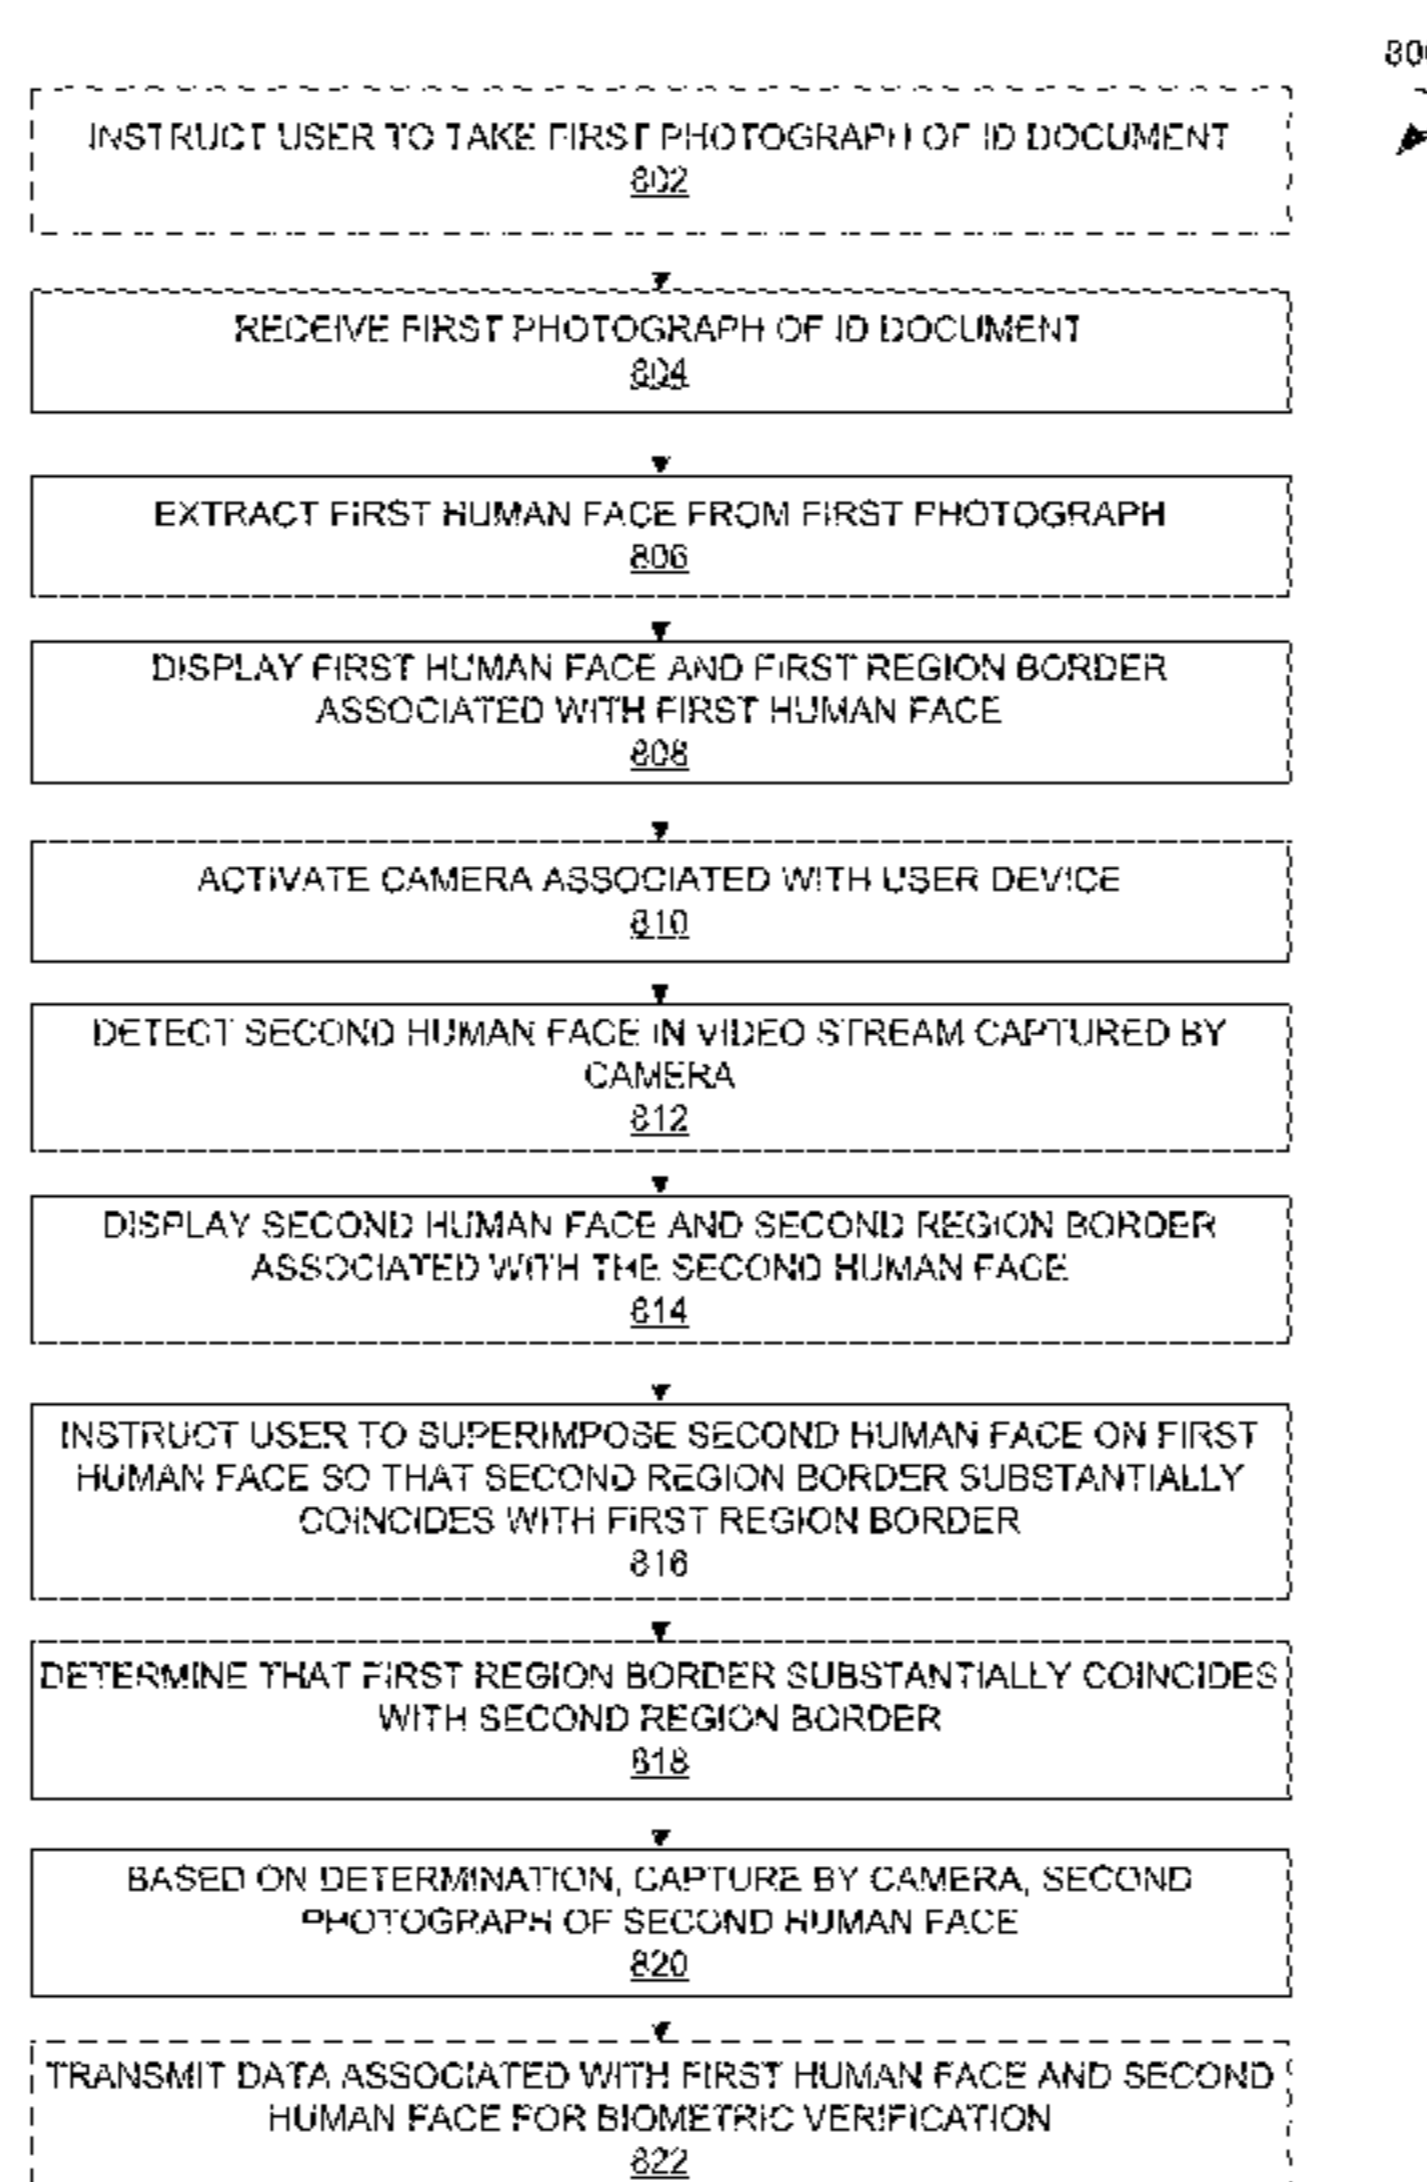 INSTRUCT USER TO TAKE FIRST PHOTOGRAPH OF ID DOCUMENT
802
RECEIVE FIRST PHOTOGRAPH OF ID DOCUMENT
804
EXTRACT FIRST HUMAN FACE FROM FIRST PHOTOGRAPH
806
DISPLAY FIRST HUMAN FACE AND FIRST REGION BORDER
ASSOCIATED WITH FIRST HUMAN FACE
808
ACTIVATE CAMERA ASSOCIATED WITH USER DEVICE
810
DETECT SECOND HUMAN FACE IN VIDEO STREAM CAPTURED BY
CAMERA
812
DISPLAY SECOND HUMAN FACE AND SECOND REGION BORDER
ASSOCIATED WITH THE SECOND HUMAN FACE
814
INSTRUCT USER TO SUPERIMPOSE SECOND HUMAN FACE ON FIRST
HUMAN FACE SO THAT SECOND REGION BORDER SUBSTANTIALLY
COINCIDES WITH FIRST REGION BORDER
816
DETERMINE THAT FIRST REGION BORDER SUBSTANTIALLY COINCIDES
WITH SECOND REGION BORDER
818
BASED ON DETERMINATION, CAPTURE BY CAMERA, SECOND
PHOTOGRAPH OF SECOND HUMAN FACE
820
TRANSMIT DATA ASSOCIATED WITH FIRST HUMAN FACE AND SECOND
HUMAN FACE FOR BIOMETRIC VERIFICATION
822